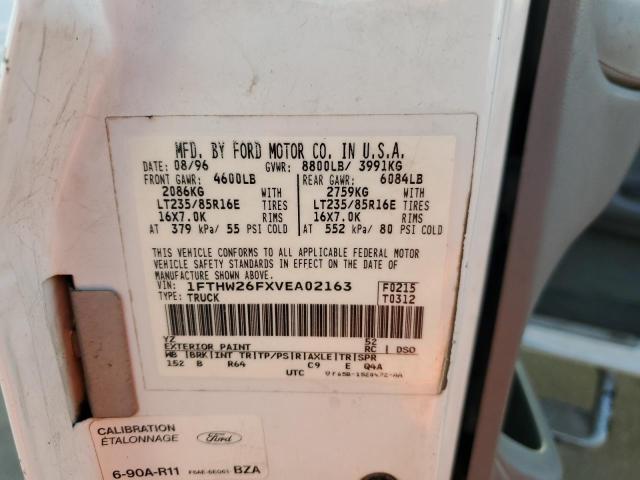 MFD. BY FORD MOTOR CO. IN U.S.A.
DATE: 08/96 GVWR: 8800LB/ 3991KG
FRONT GAWR: 4600LB REAR GAWR: 6084LB
2086KG WITH 2759KG WITH
LT235/85R16E TIRES LT235/85R16E TIRES
16X7.0K RIMS 16X7.0K RIMS
AT 379 kPa/ 55 PSI COLD AT 552 kPa/ 80 PSI COLD
THIS VEHICLE CONFORMS TO ALL APPLICABLE FEDERAL MOTOR
VEHICLE SAFETY STANDARDS IN EFFECT ON THE DATE OF
MANUFACTURE SHOWN ABOVE.
VIN: 1FTHW26FXVEA02163 F0215
TYPE: TRUCK T0312
YZ 52
EXTERIOR PAINT RC DSO
WB BRK INT TR TP/PS R AXLE TR SPR
152 B R64 C9 E Q4A
UTC
CALIBRATION
ÉTALONNAGE
Ford
6-90A-R11 BZA